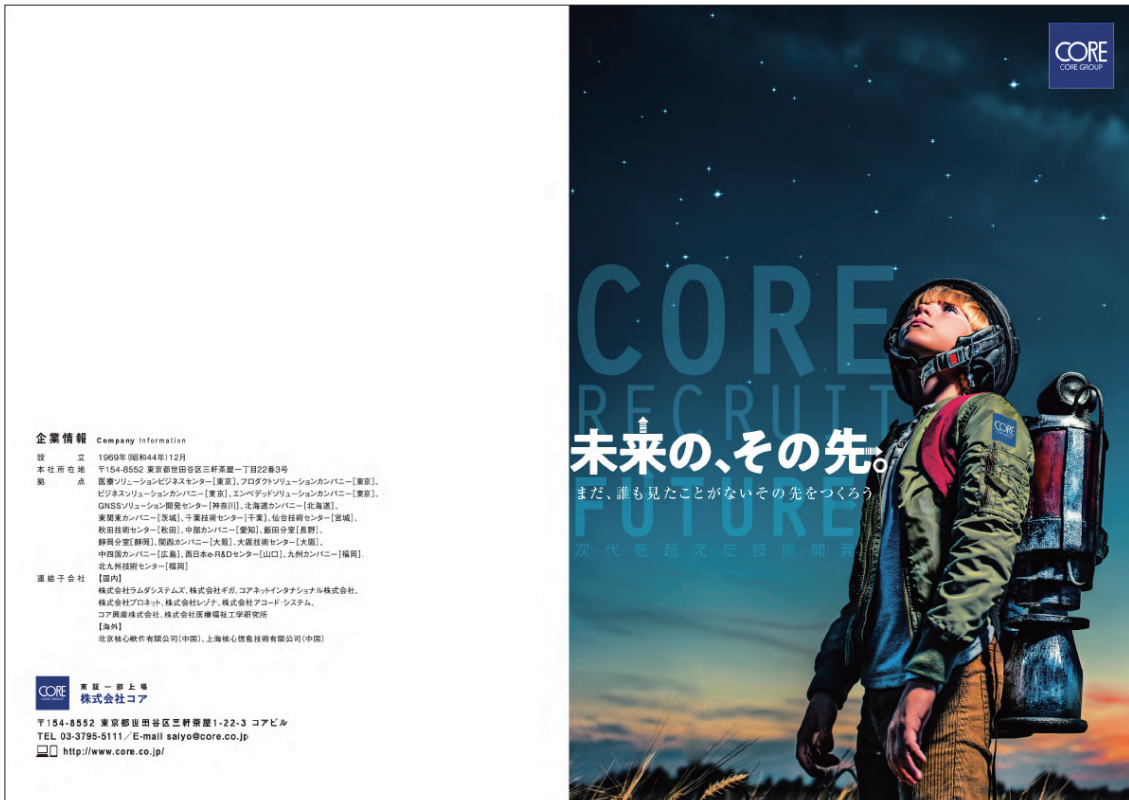 企業情報 Company Information
設立 1969年(昭和44年)12月
本社所在地 〒154-8552 東京都世田谷区三軒茶屋一丁目22番3号
拠点 医療ソリューションビジネスセンター[東京]、プロダクトソリューションカンパニー[東京]、
ビジネスソリューションカンパニー[東京]、エンベデッドソリューションカンパニー[東京]、
GNSSソリューション開発センター[神奈川]、北海道カンパニー[北海道]、
東関東カンパニー[茨城]、千葉技術センター[千葉]、仙台技術センター[宮城]、
秋田技術センター[秋田]、中部カンパニー[愛知]、飯田分室[長野]、
静岡分室[静岡]、関西カンパニー[大阪]、大阪技術センター[大阪]、
中四国カンパニー[広島]、西日本e-R&Dセンター[山口]、九州カンパニー[福岡]、
北九州技術センター[福岡]
連結子会社 【国内】
株式会社ラムダシステムズ、株式会社ギガ、コアネットインタナショナル株式会社、
株式会社プロネット、株式会社レゾナ、株式会社アコード・システム、
コア興産株式会社、株式会社医療福祉工学研究所
【海外】
北京核心軟件有限公司(中国)、上海核心信息技術有限公司(中国)
CORE
CORE GROUP
東証一部上場
株式会社コア
〒154-8552 東京都世田谷区三軒茶屋1-22-3 コアビル
TEL 03-3795-5111／E-mail saiyo@core.co.jp
http://www.core.co.jp/
CORE
CORE GROUP
CORE
RECRUIT
未来の、その先。
まだ、誰も見たことがないその先をつくろう
FUTURE
次代を超えた技術開発
CORE